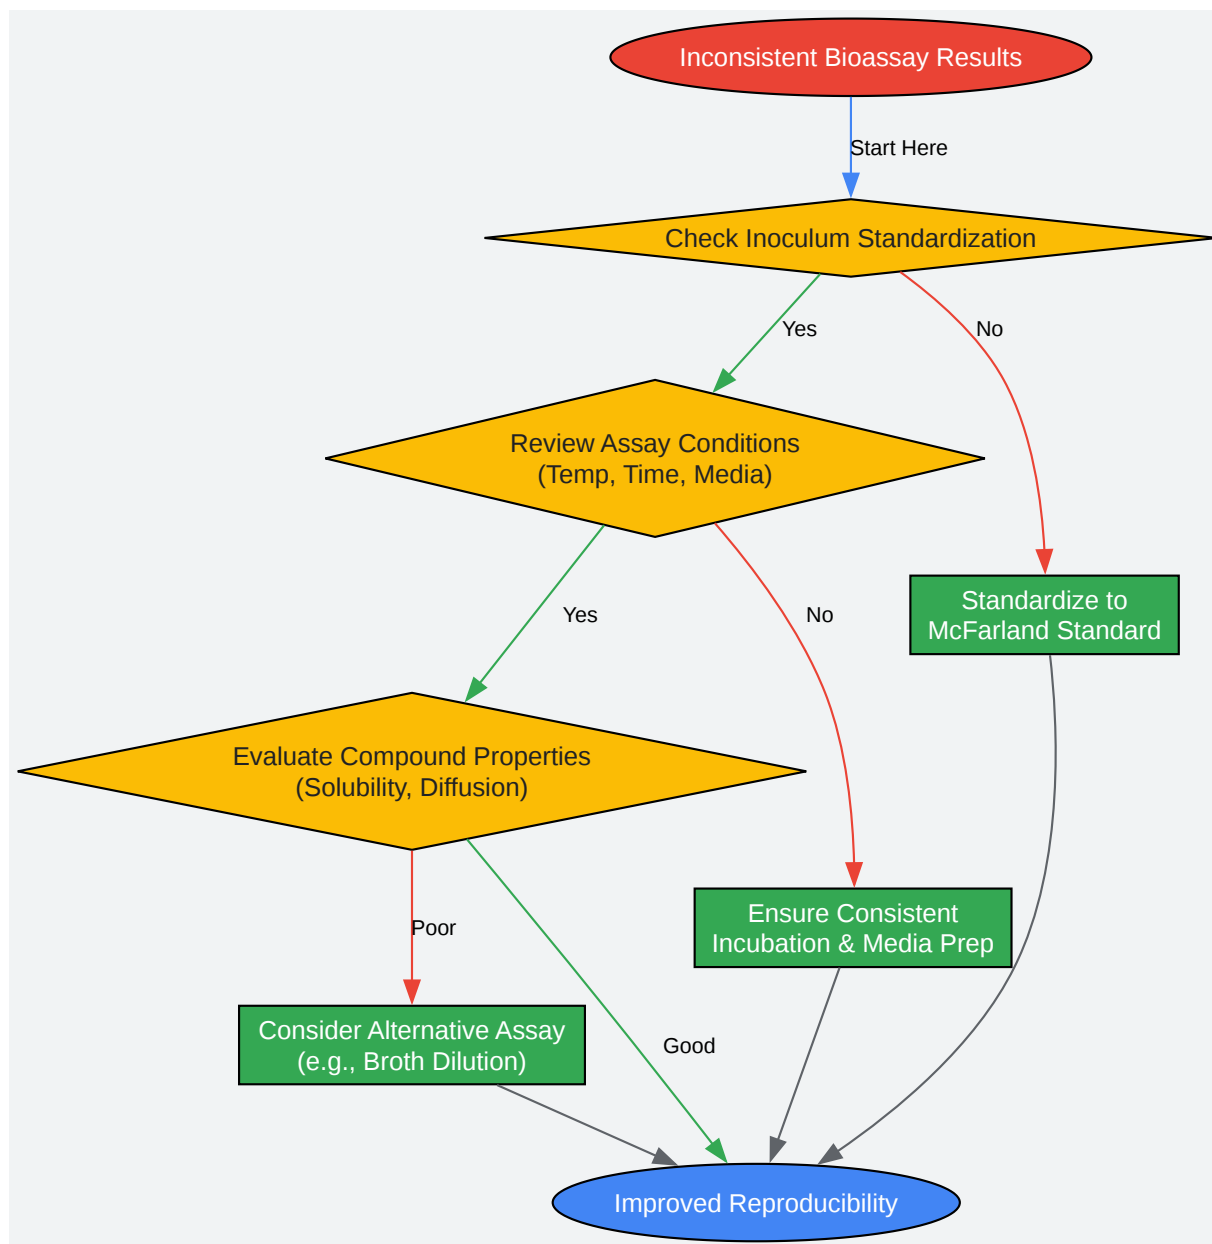 Inconsistent Bioassay Results
Start Here
Check Inoculum Standardization
Yes
No
Review Assay Conditions
(Temp, Time, Media)
Yes
No
Standardize to
McFarland Standard
Evaluate Compound Properties
(Solubility, Diffusion)
Poor
Ensure Consistent
Incubation & Media Prep
Consider Alternative Assay
(e.g., Broth Dilution)
Good
Improved Reproducibility